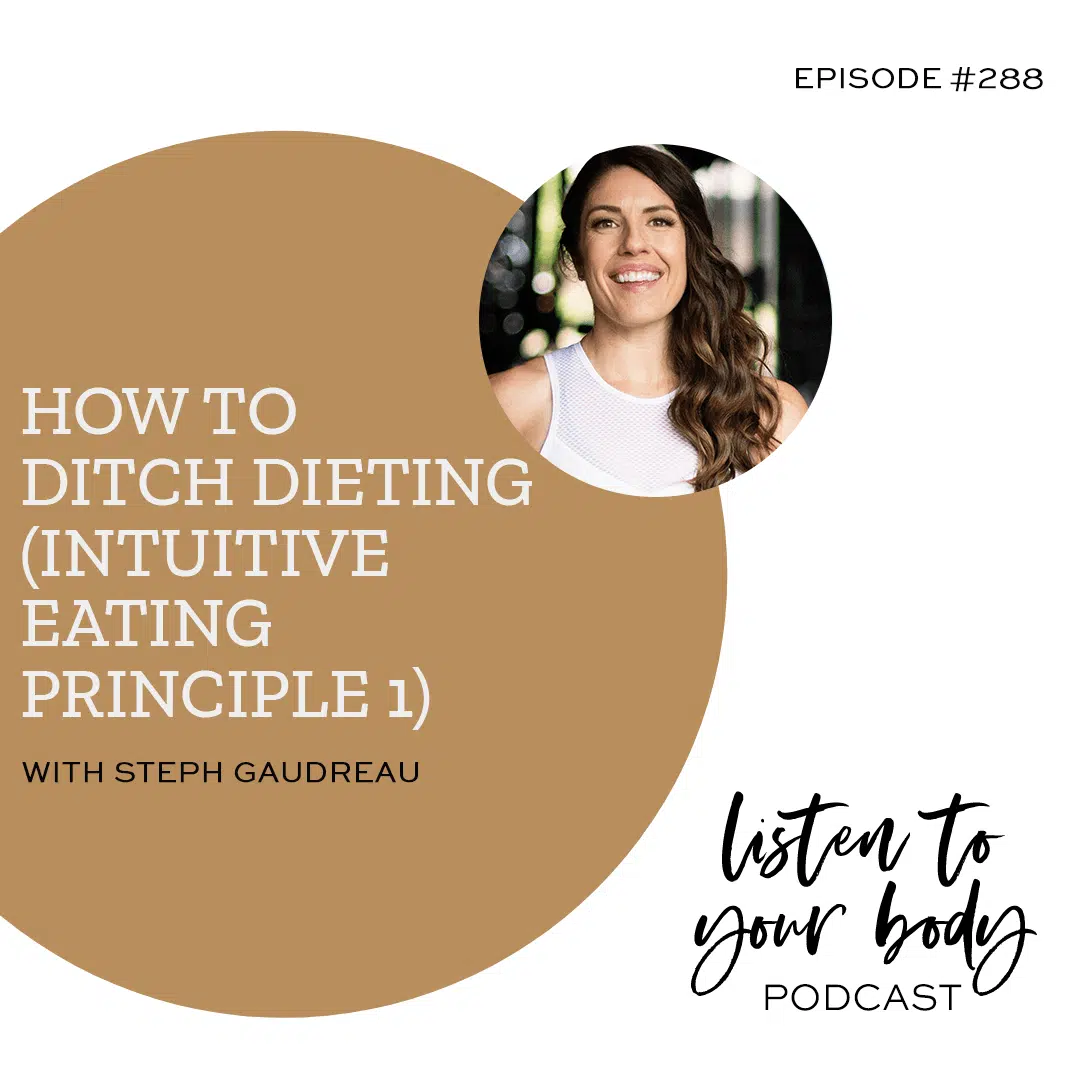 EPISODE #288
HOW TO
DITCH DIETING
(INTUITIVE
EATING
PRINCIPLE 1)
WITH STEPH GAUDREAU
listen to
your body
PODCAST